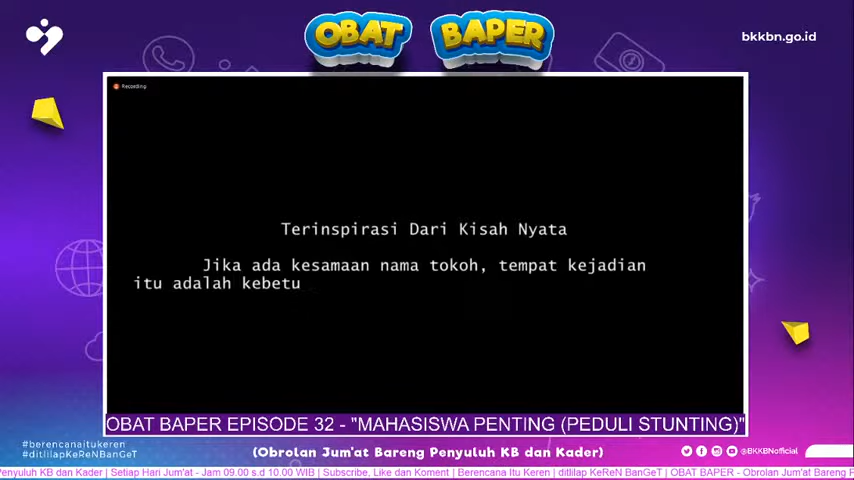 OBAT BAPER
bkkbn.go.id
Recording
Terinspirasi Dari Kisah Nyata
Jika ada kesamaan nama tokoh, tempat kejadian
itu adalah kebetu
OBAT BAPER EPISODE 32 - "MAHASISWA PENTING (PEDULI STUNTING)"
#berencanaitukeren
#ditlilapKeReNBanGeT
(Obrolan Jum'at Bareng Penyuluh KB dan Kader)
@BKKBNofficial
Penyuluh KB dan Kader | Setiap Hari Jum'at - Jam 09.00 s.d 10.00 WIB | Subscribe, Like dan Koment | Berencana Itu Keren | ditlilap KeReN BanGeT | OBAT BAPER - Obrolan Jum'at Bareng P